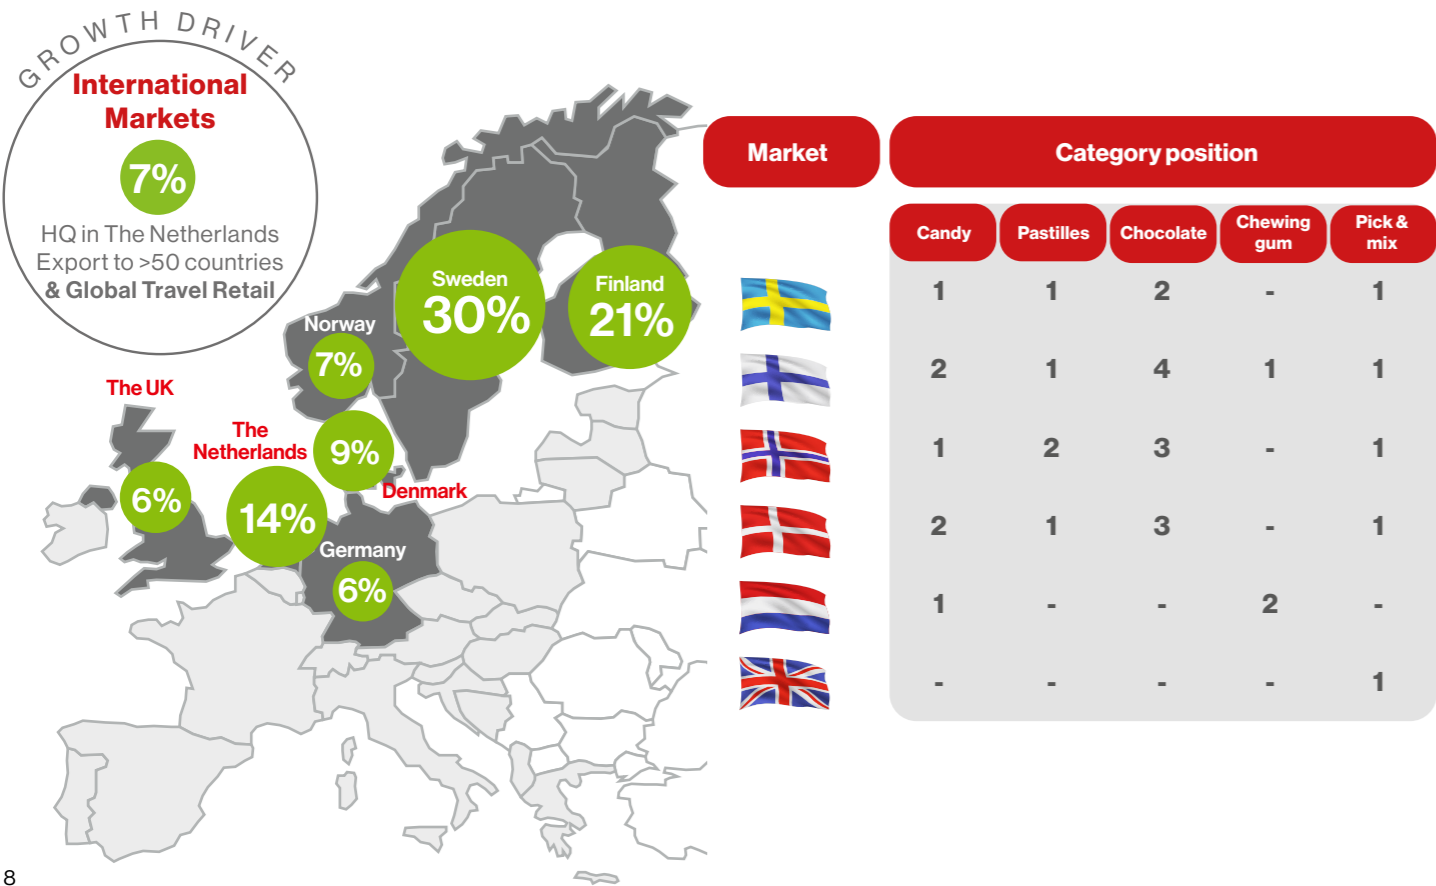 GROWTH DRIVER
International
Markets
7%
HQ in The Netherlands
Export to >50 countries
& Global Travel Retail
Sweden
30%
Finland
21%
Norway
7%
The UK
6%
The
Netherlands
14%
9%
Denmark
Germany
6%
Market
Category position
Candy
Pastilles
Chocolate
Chewing
gum
Pick &
mix
1 1 2 - 1
2 1 4 1 1
1 2 3 - 1
2 1 3 - 1
1 - - 2 -
- - - - 1
8